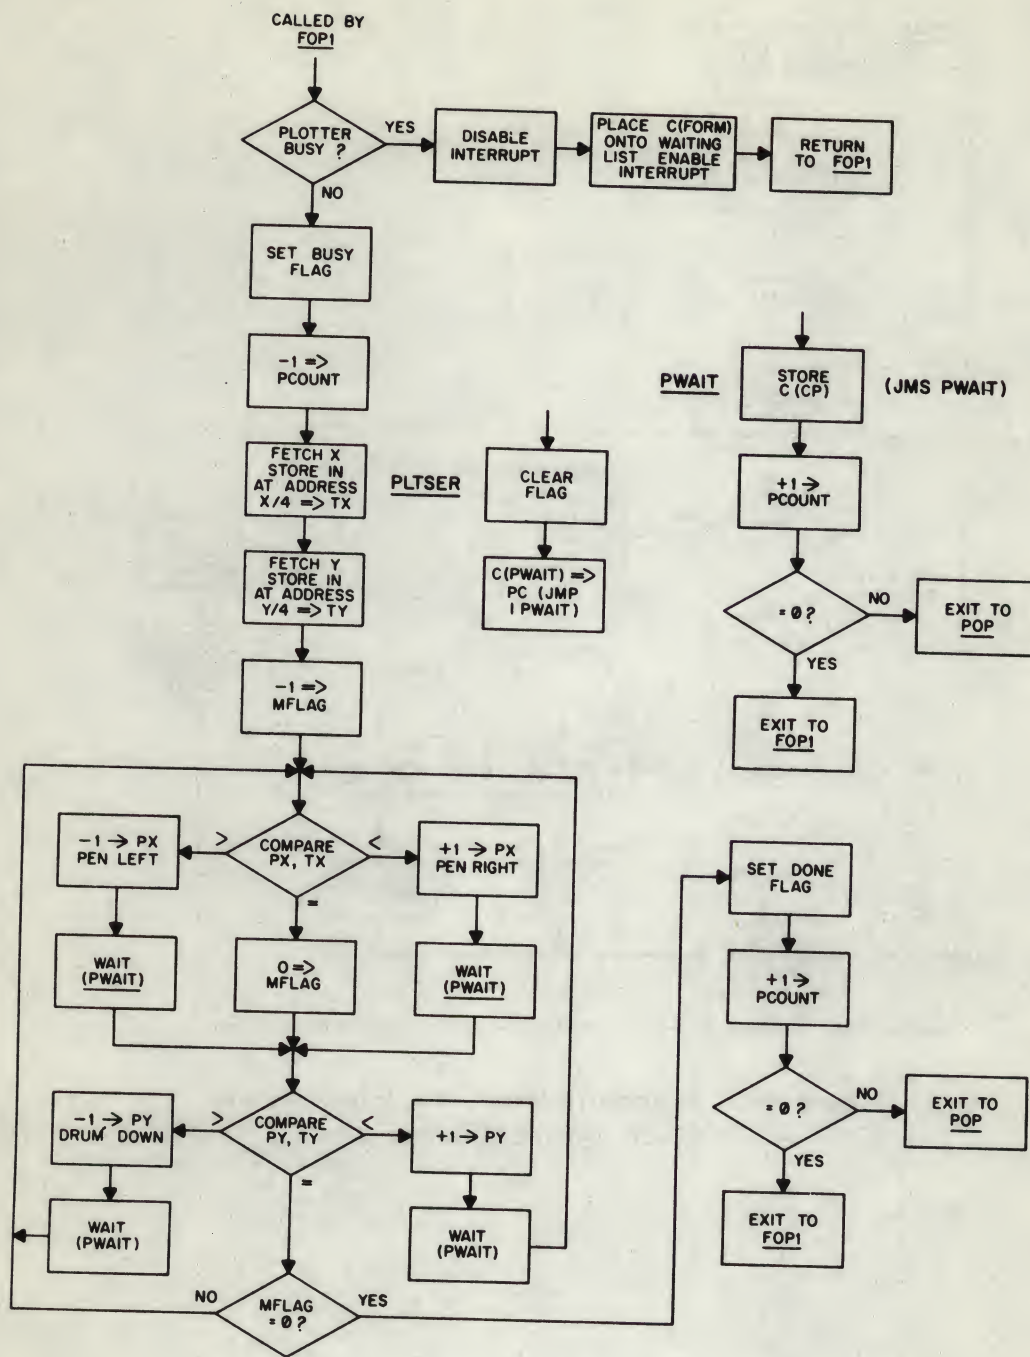 CALLED BY
FOP1
PLOTTER
BUSY ?
YES
NO
DISABLE
INTERRUPT
PLACE C(FORM)
ONTO WAITING
LIST ENABLE
INTERRUPT
RETURN
TO FOP1
SET BUSY
FLAG
-1 =>
PCOUNT
FETCH X
STORE IN
AT ADDRESS
X/4 => TX
FETCH Y
STORE IN
AT ADDRESS
Y/4 => TY
-1 =>
MFLAG
PLTSER
CLEAR
FLAG
C(PWAIT) =>
PC (JMP
I PWAIT)
PWAIT
STORE
C(CP)
(JMS PWAIT)
+1 →
PCOUNT
= 0 ?
NO
EXIT TO
POP
YES
EXIT TO
FOP1
COMPARE
PX, TX
>
<
=
-1 → PX
PEN LEFT
+1 → PX
PEN RIGHT
WAIT
(PWAIT)
0 =>
MFLAG
WAIT
(PWAIT)
COMPARE
PY, TY
>
<
=
-1 → PY
DRUM DOWN
+1 → PY
WAIT
(PWAIT)
WAIT
(PWAIT)
MFLAG
= 0 ?
NO
YES
SET DONE
FLAG
+1 →
PCOUNT
= 0 ?
NO
EXIT TO
POP
YES
EXIT TO
FOP1